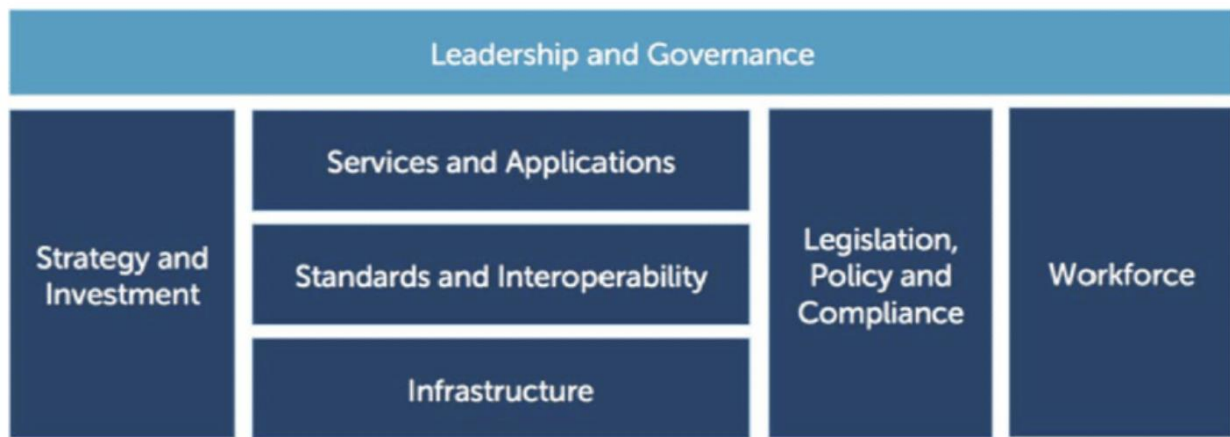 Leadership and Governance
Strategy and
Investment
Services and Applications
Standards and Interoperability
Infrastructure
Legislation,
Policy and
Compliance
Workforce